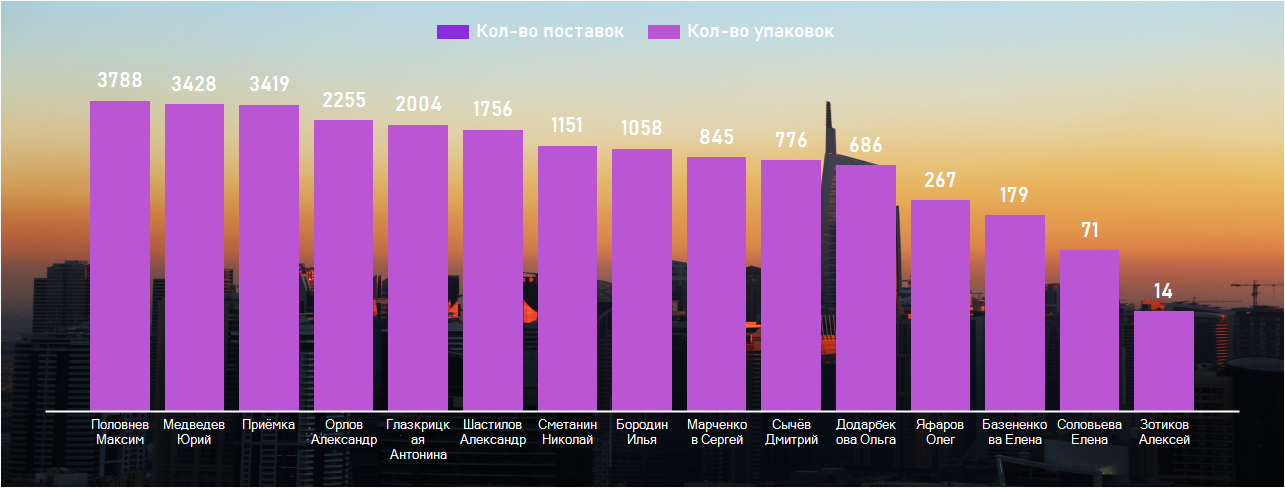 Кол-во поставок Кол-во упаковок
3788 3428 3419 2255 2004 1756 1151 1058 845 776 686 267 179 71 14
Половнев Медведев Приёмка Орлов Глазкрицк Шастилов Сметанин Бородин Марченко Сычёв Додарбек Яфаров Базененко Соловьева Зотиков
Максим Юрий Александр ая Александр Николай Илья в Сергей Дмитрий ова Ольга Олег ва Елена Елена Алексей
Антонина